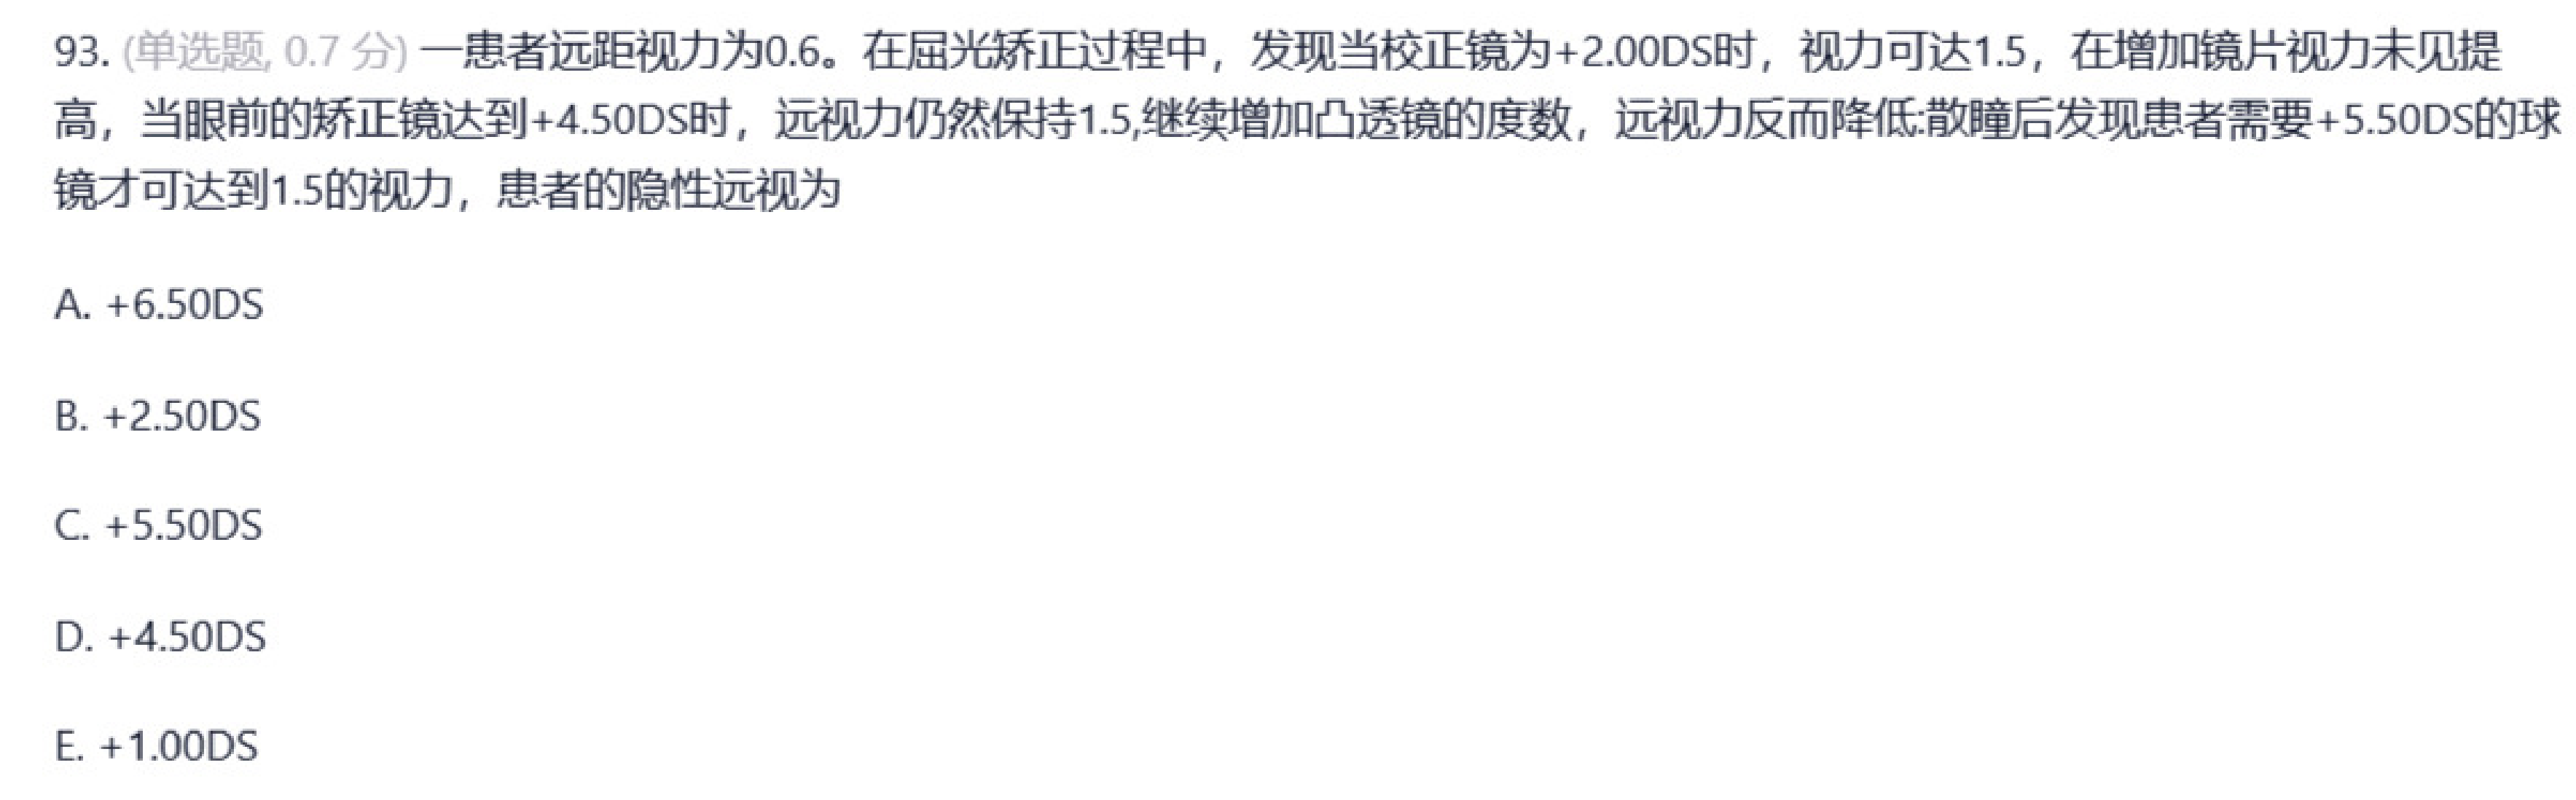 93. (单选题, 0.7 分) 一患者远距视力为0.6。在屈光矫正过程中，发现当校正镜为+2.00DS时，视力可达1.5，在增加镜片视力未见提
高，当眼前的矫正镜达到+4.50DS时，远视力仍然保持1.5,继续增加凸透镜的度数，远视力反而降低:散瞳后发现患者需要+5.50DS的球
镜才可达到1.5的视力，患者的隐性远视为
A. +6.50DS
B. +2.50DS
C. +5.50DS
D. +4.50DS
E. +1.00DS